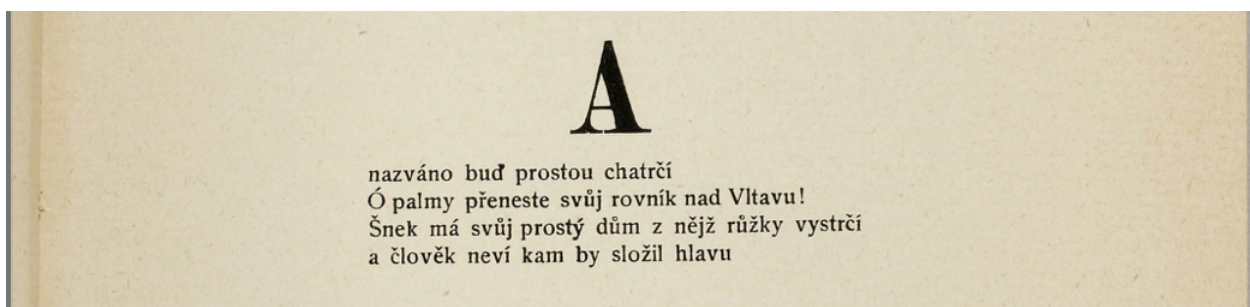 A
nazváno buď prostou chatrčí
Ó palmy přeneste svůj rovník nad Vltavu!
Šnek má svůj prostý dům z nějž růžky vystrčí
a člověk neví kam by složil hlavu